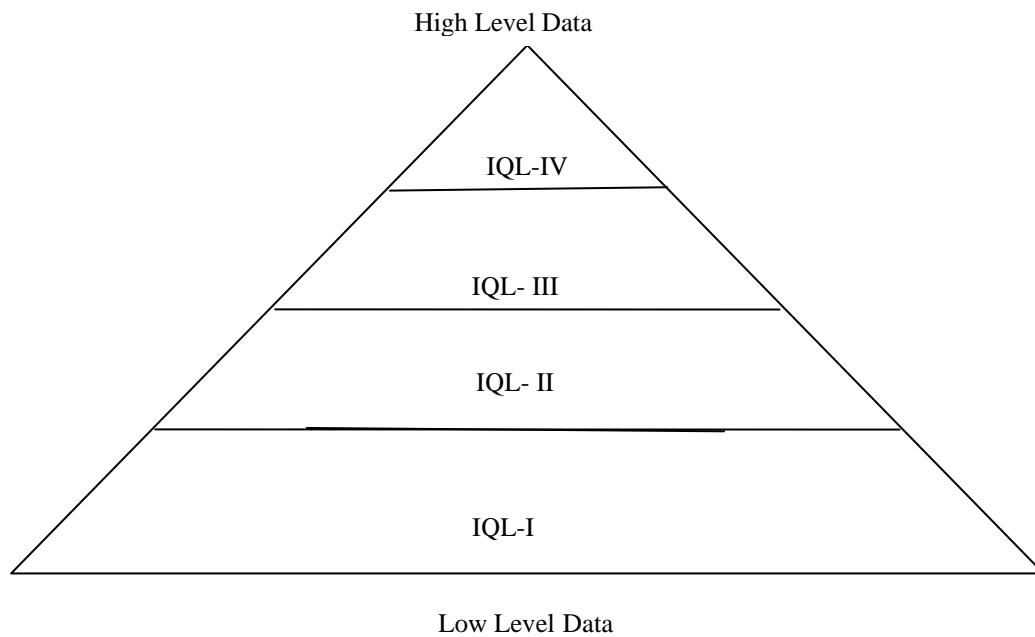 High Level Data
IQL-IV
IQL- III
IQL- II
IQL-I
Low Level Data